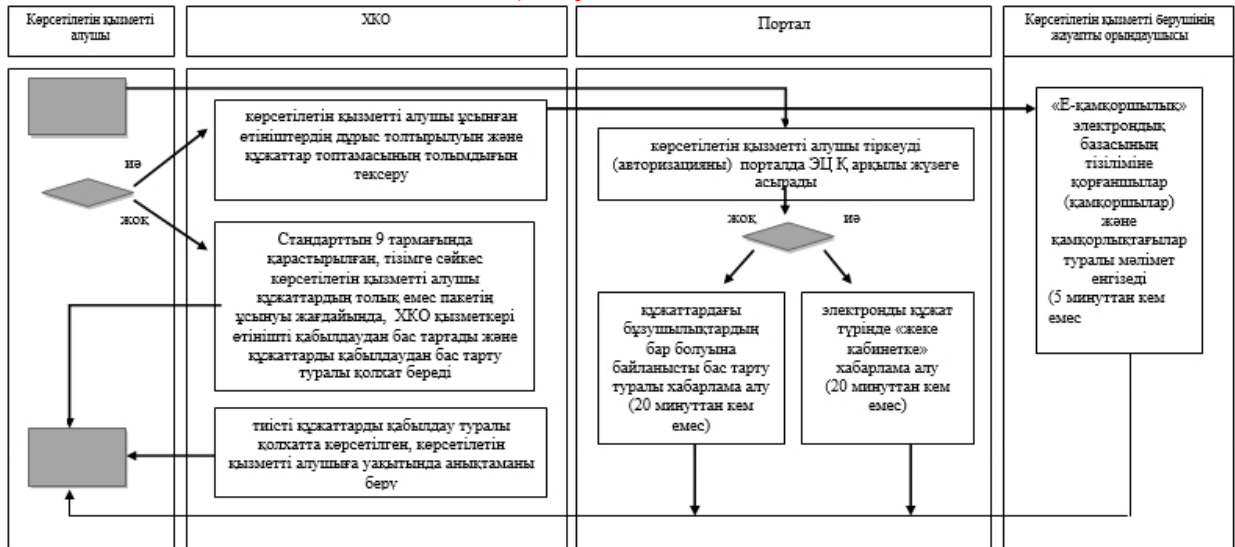 Көрсетілетін қызметті
алушы
ХКО
Портал
Көрсетілетін қызметті берушінің
жауапты орындаушысы
иә
жоқ
көрсетілетін қызметті алушы ұсынған
өтініштердің дұрыс толтырылуын және
құжаттар топтамасының толымдығын
тексеру
Стандарттын 9 тармағында
қарастырылған, тізімге сәйкес
көрсетілетін қызметті алушы
құжаттардың толық емес пакетін
ұсынуы жағдайында, ХКО қызметкері
өтінішті қабылдаудан бас тартады және
құжаттарды қабылдаудан бас тарту
туралы қолхат береді
тиісті құжаттарды қабылдау туралы
қолхатта көрсетілген, көрсетілетін
қызметті алушыға уақытында анықтаманы
беру
көрсетілетін қызметті алушы тіркеуді
(авторизацияны) порталда ЭЦ Қ арқылы жүзеге
асырады
жоқ
иә
құжаттардағы
бұзушылықтардың
бар болуына
байланысты бас тарту
туралы хабарлама алу
(20 минуттан кем
емес)
электронды құжат
түрінде «жеке
кабинетке»
хабарлама алу
(20 минуттан кем
емес)
«Е-қамқоршылық»
электрондық
базасының
тізіліміне
қорғаншылар
(қамқоршылар)
және
қамқорлықтағылар
туралы мәлімет
енгізеді
(5 минуттан кем
емес